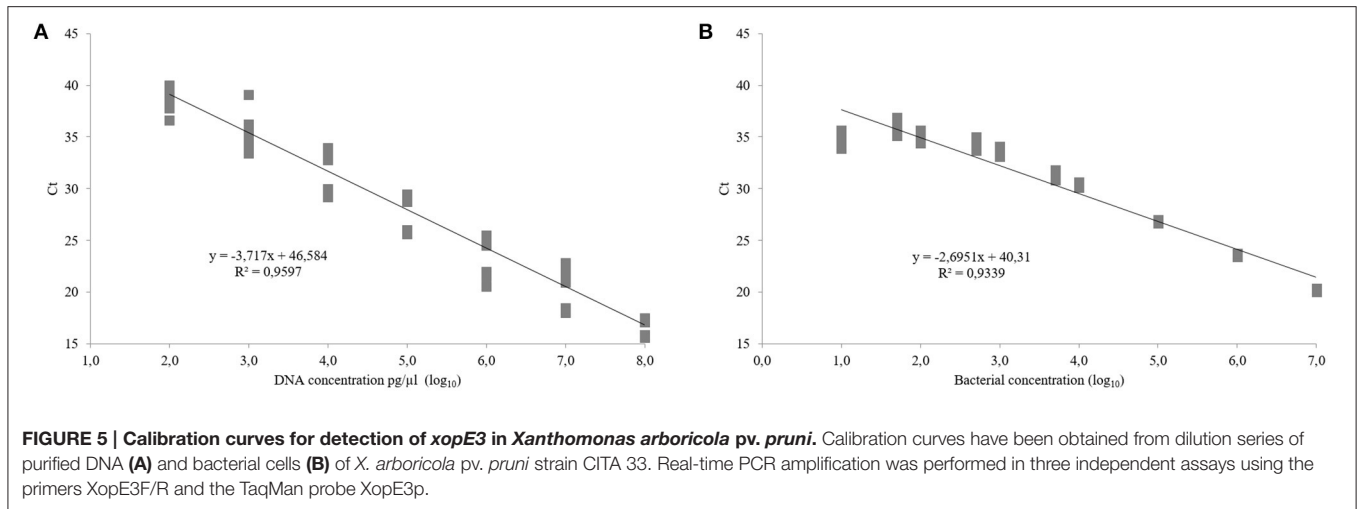 A
45
40
35
30
25
20
15
Ct
y = -3,717x + 46,584
R² = 0,9597
1,0 2,0 3,0 4,0 5,0 6,0 7,0 8,0
DNA concentration pg/µl (log₁₀)
B
45
40
35
30
25
20
15
Ct
y = -2,6951x + 40,31
R² = 0,9339
0,0 1,0 2,0 3,0 4,0 5,0 6,0 7,0
Bacterial concentration (log₁₀)
FIGURE 5 | Calibration curves for detection of xopE3 in Xanthomonas arboricola pv. pruni. Calibration curves have been obtained from dilution series of
purified DNA (A) and bacterial cells (B) of X. arboricola pv. pruni strain CITA 33. Real-time PCR amplification was performed in three independent assays using the
primers XopE3F/R and the TaqMan probe XopE3p.